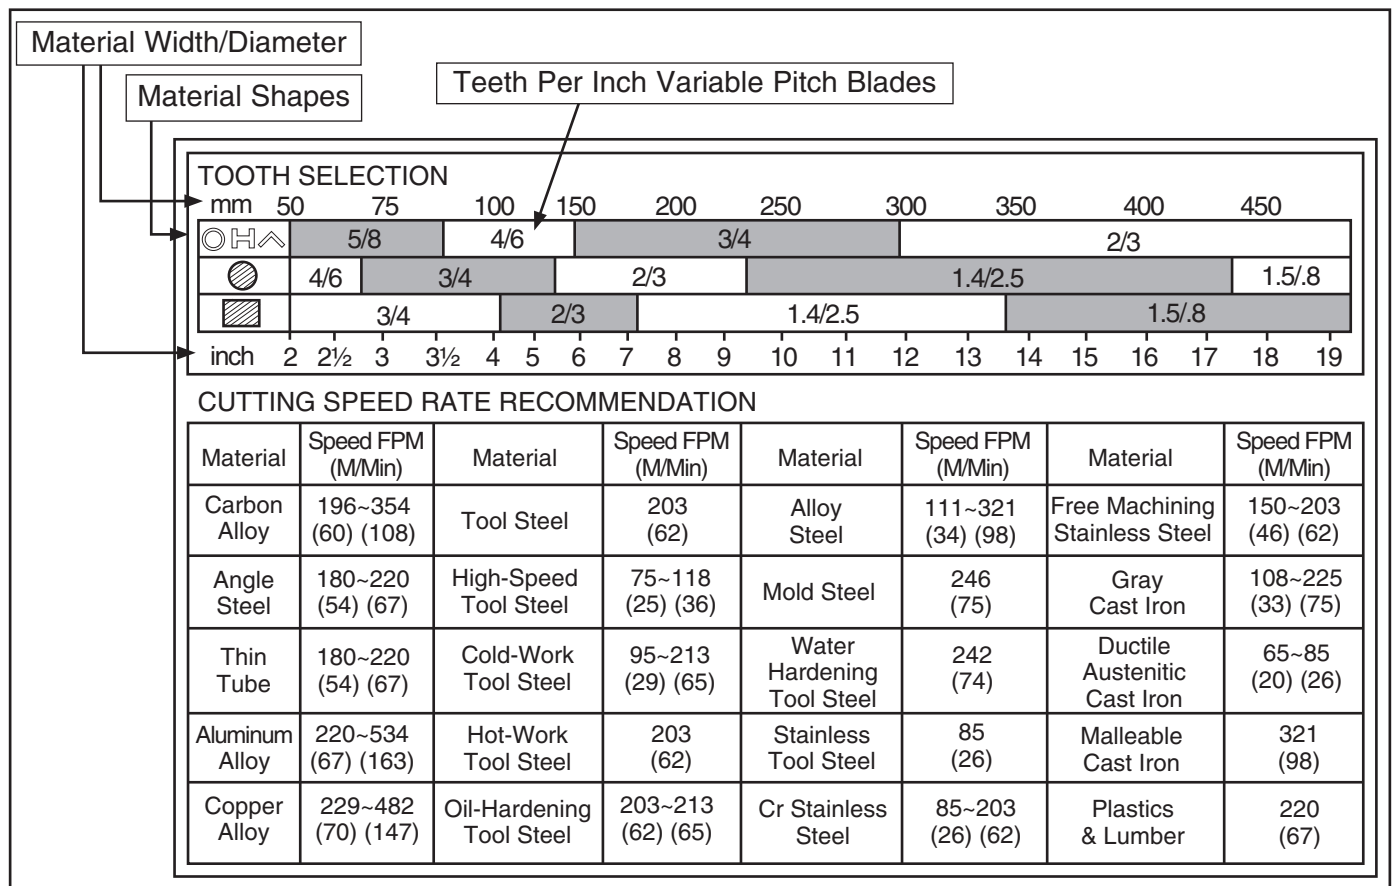 Material Width/Diameter
Material Shapes
Teeth Per Inch Variable Pitch Blades
TOOTH SELECTION
mm 50 75 100 150 200 250 300 350 400 450
5/8 4/6 3/4 2/3
4/6 3/4 2/3 1.4/2.5 1.5/.8
3/4 2/3 1.4/2.5 1.5/.8
inch 2 2½ 3 3½ 4 5 6 7 8 9 10 11 12 13 14 15 16 17 18 19
CUTTING SPEED RATE RECOMMENDATION
Material Speed FPM (M/Min) Material Speed FPM (M/Min) Material Speed FPM (M/Min) Material Speed FPM (M/Min)
Carbon Alloy 196~354 (60) (108) Tool Steel 203 (62) Alloy Steel 111~321 (34) (98) Free Machining Stainless Steel 150~203 (46) (62)
Angle Steel 180~220 (54) (67) High-Speed Tool Steel 75~118 (25) (36) Mold Steel 246 (75) Gray Cast Iron 108~225 (33) (75)
Thin Tube 180~220 (54) (67) Cold-Work Tool Steel 95~213 (29) (65) Water Hardening Tool Steel 242 (74) Ductile Austenitic Cast Iron 65~85 (20) (26)
Aluminum Alloy 220~534 (67) (163) Hot-Work Tool Steel 203 (62) Stainless Tool Steel 85 (26) Malleable Cast Iron 321 (98)
Copper Alloy 229~482 (70) (147) Oil-Hardening Tool Steel 203~213 (62) (65) Cr Stainless Steel 85~203 (26) (62) Plastics & Lumber 220 (67)